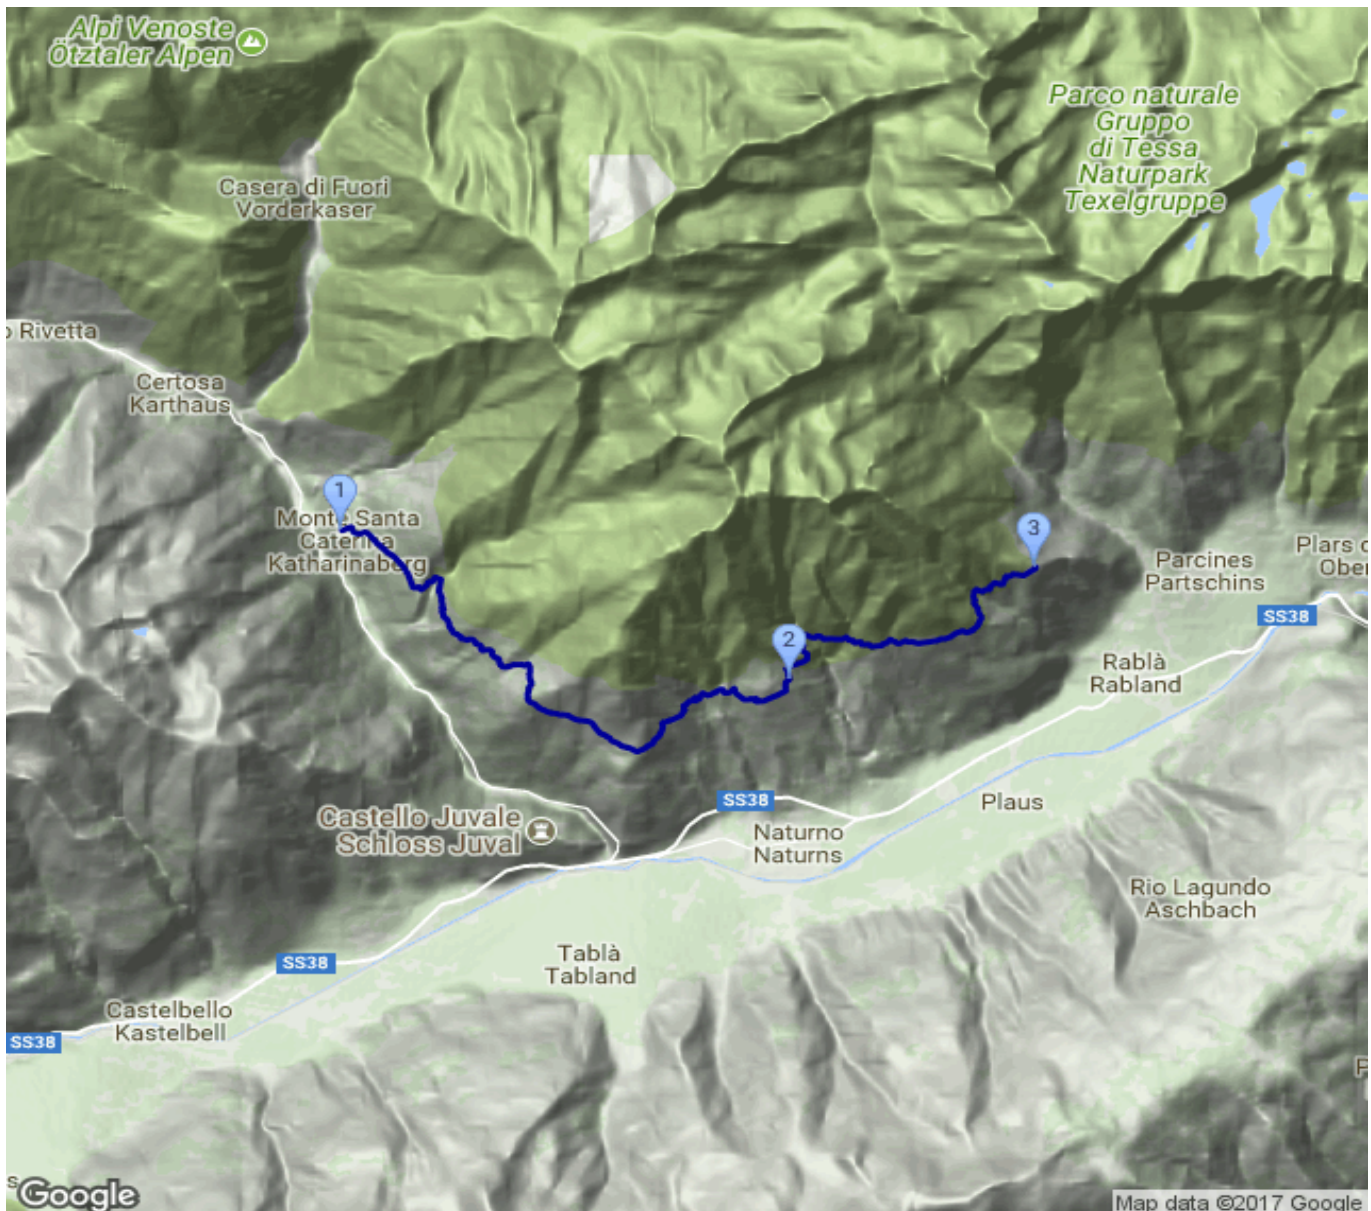 Alpi Venoste
Ötztaler Alpen
Parco naturale
Gruppo
di Tessa
Naturpark
Texelgruppe
Casera di Fuori
Vorderkaser
Rivetta
Certosa
Karthaus
1
Monte Santa
Caterina
Katharinaberg
3
Parcines
Partschins
Plars
Ober
SS38
2
Rablà
Rabland
SS38
Plaus
Castello Juvale
Schloss Juval
Naturno
Naturns
Rio Lagundo
Aschbach
Tablà
Tabland
SS38
Castelbello
Kastelbell
SS38
Google
Map data ©2017 Google